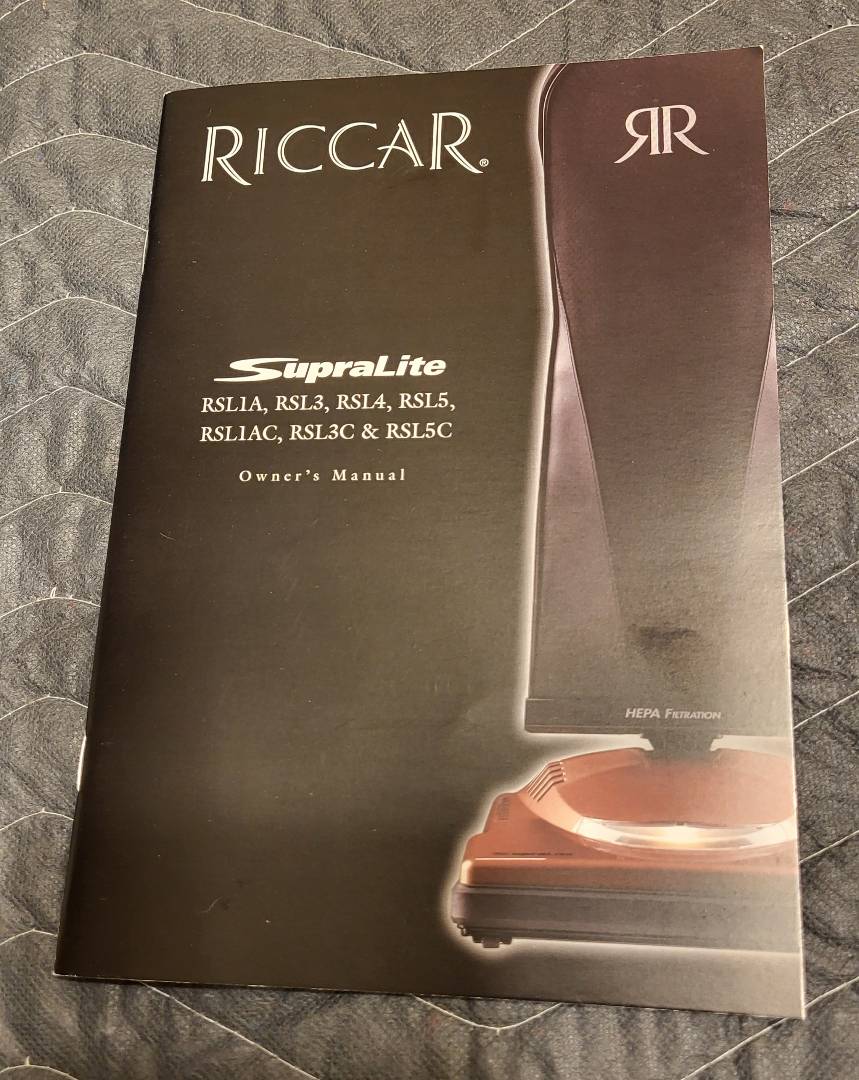 RICCAR®
RR
SupraLite
RSL1A, RSL3, RSL4, RSL5,
RSL1AC, RSL3C & RSL5C
Owner's Manual
HEPA FILTRATION